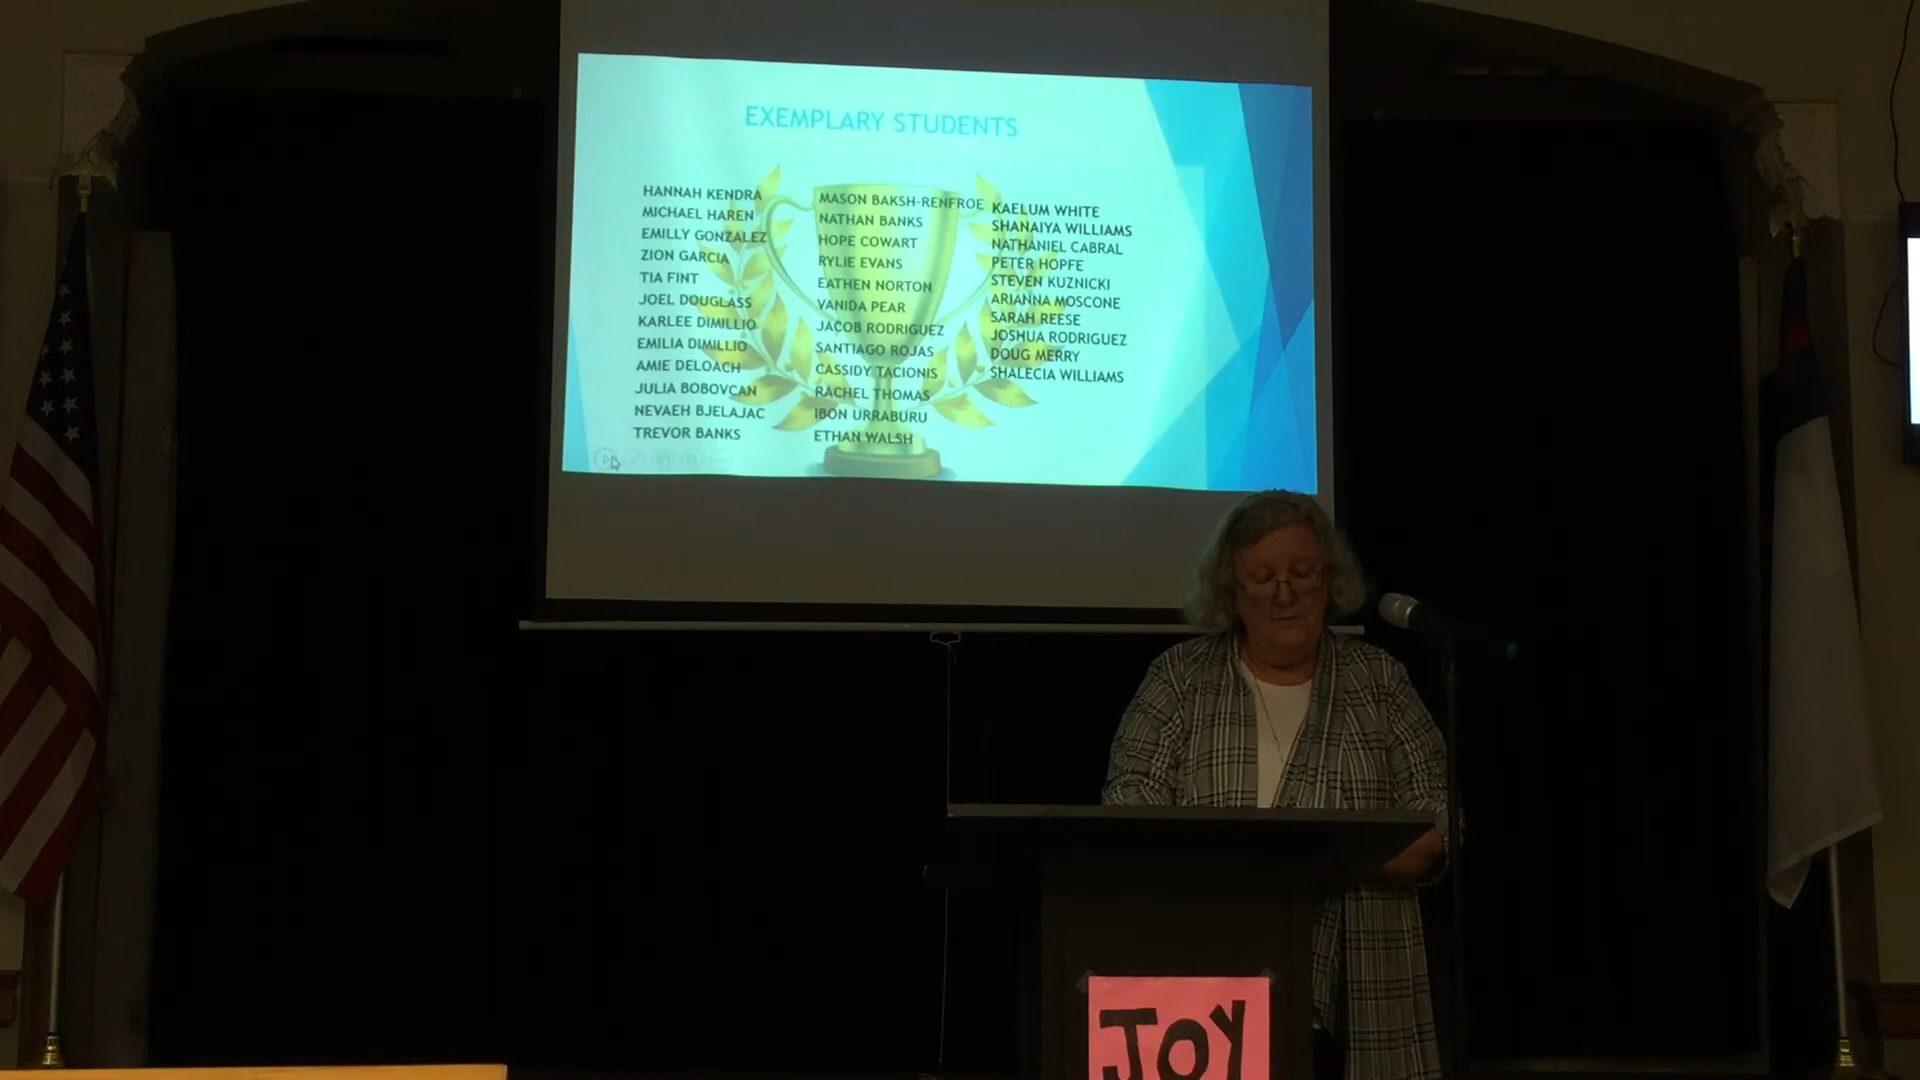 EXEMPLARY STUDENTS
HANNAH KENDRA
MICHAEL HAREN
EMILLY GONZALEZ
ZION GARCIA
TIA FINT
JOEL DOUGLASS
KARLEE DIMILLIO
EMILIA DIMILLIO
AMIE DELOACH
JULIA BOBOVCAN
NEVAEH BJELAJAC
TREVOR BANKS
MASON BAKSH-RENFROE
NATHAN BANKS
HOPE COWART
RYLIE EVANS
EATHEN NORTON
VANIDA PEAR
JACOB RODRIGUEZ
SANTIAGO ROJAS
CASSIDY TACIONIS
RACHEL THOMAS
IBON URRABURU
ETHAN WALSH
KAELUM WHITE
SHANAIYA WILLIAMS
NATHANIEL CABRAL
PETER HOPFE
STEVEN KUZNICKI
ARIANNA MOSCONE
SARAH REESE
JOSHUA RODRIGUEZ
DOUG MERRY
SHALECIA WILLIAMS
JOY